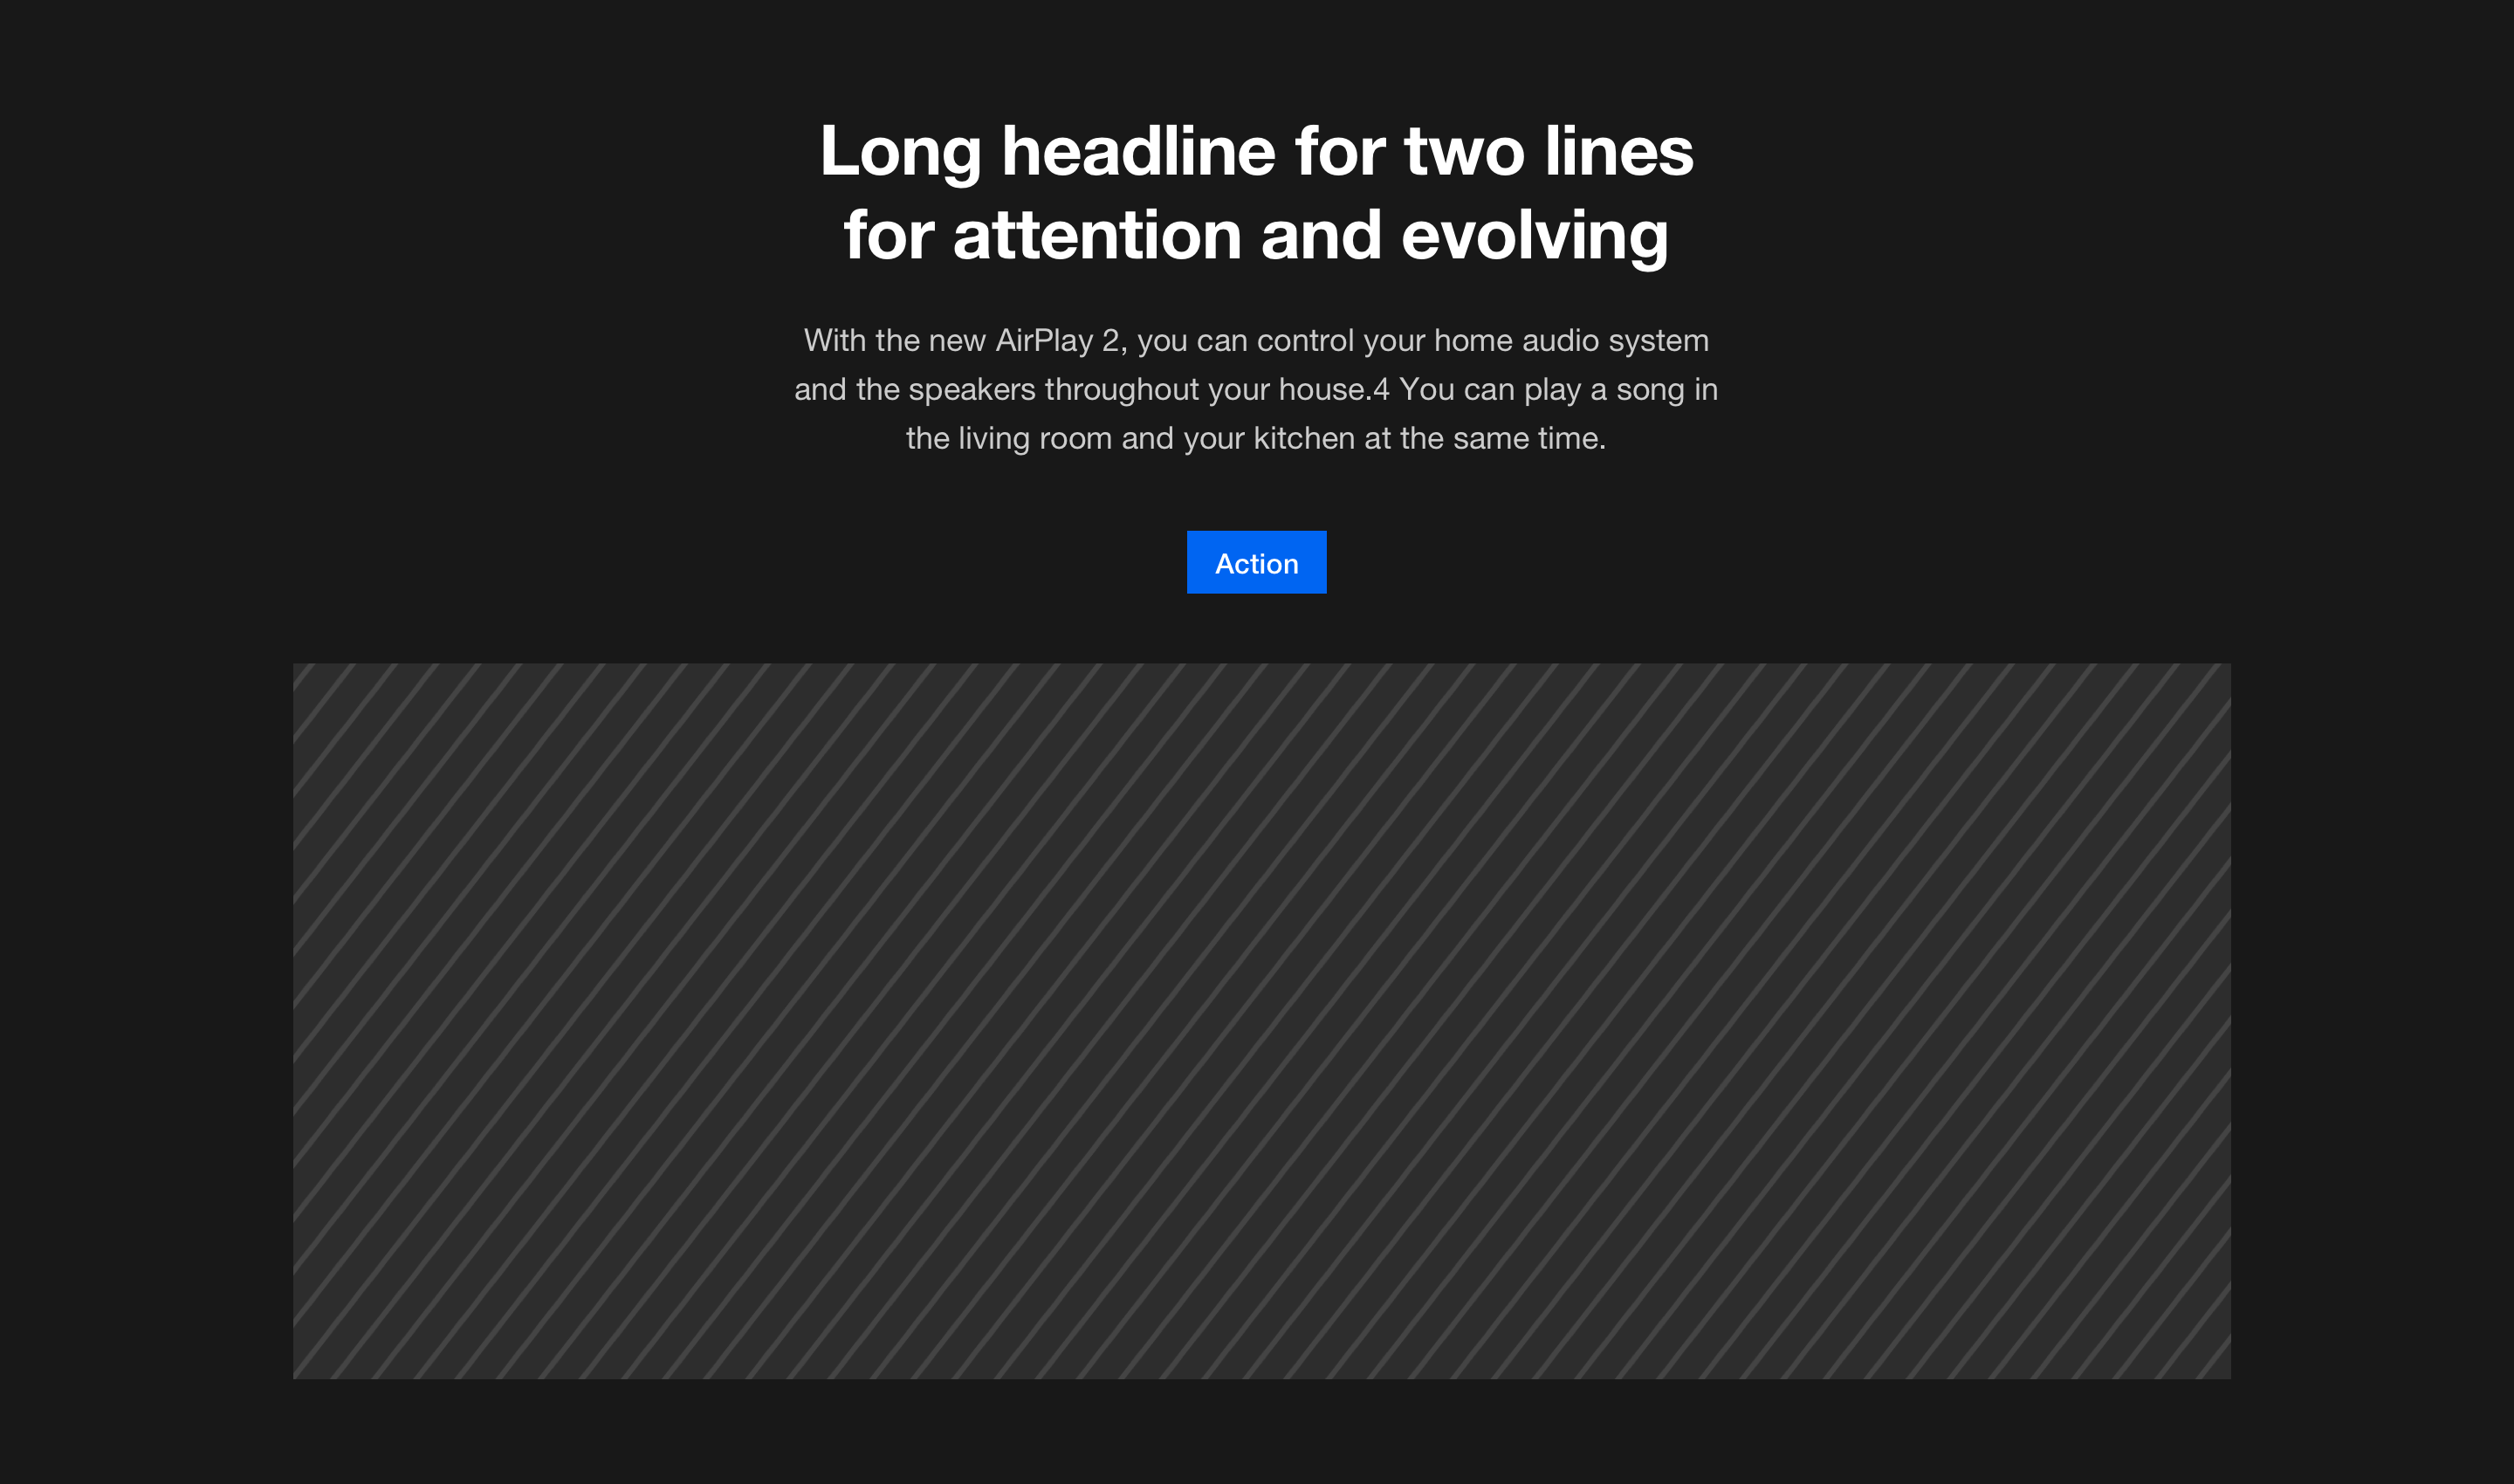 Long headline for two lines
for attention and evolving
With the new AirPlay 2, you can control your home audio system
and the speakers throughout your house.4 You can play a song in
the living room and your kitchen at the same time.
Action